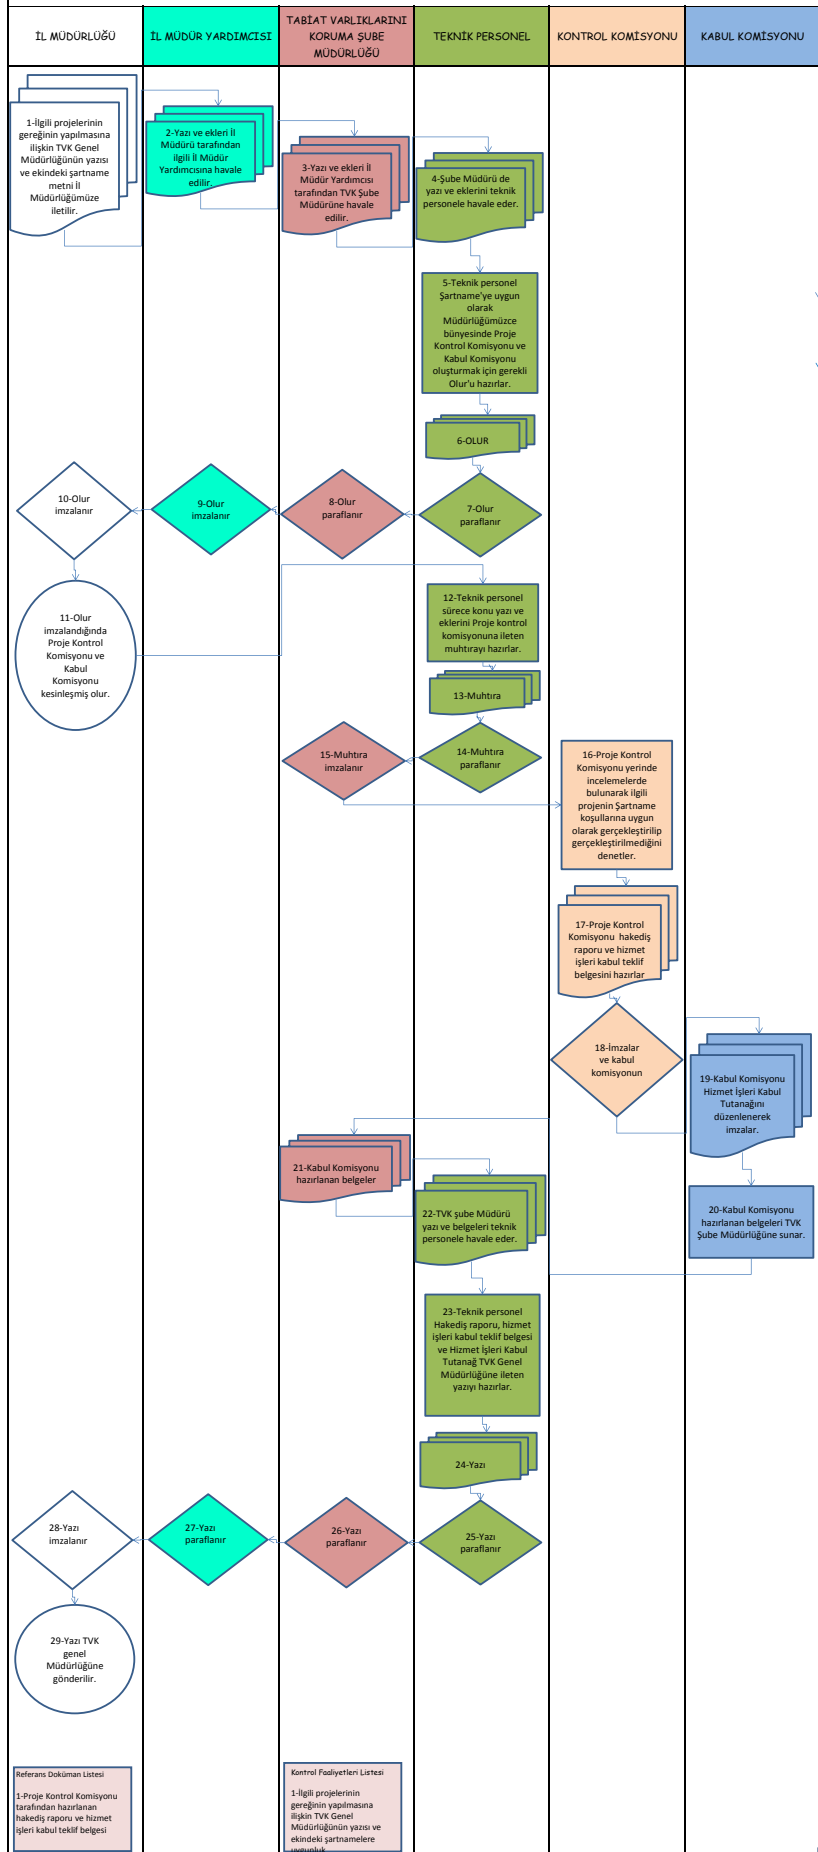 İL MÜDÜRLÜĞÜ
İL MÜDÜR YARDIMCISI
TABİAT VARLIKLARINI
KORUMA ŞUBE
MÜDÜRLÜĞÜ
TEKNİK PERSONEL
KONTROL KOMİSYONU
KABUL KOMİSYONU
1-İlgili projelerinin
gereğinin yapılmasına
ilişkin TVK Genel
Müdürlüğünün yazısı
ve ekindeki şartname
metni İl
Müdürlüğümüze
iletilir.
2-Yazı ve ekleri İl
Müdürü tarafından
ilgili İl Müdür
Yardımcısına havale
edilir.
3-Yazı ve ekleri İl
Müdür Yardımcısı
tarafından TVK Şube
Müdürüne havale
edilir.
4-Şube Müdürü de
yazı ve eklerini teknik
personele havale eder.
5-Teknik personel
Şartname'ye uygun
olarak
Müdürlüğümüzce
bünyesinde Proje
Kontrol Komisyonu ve
Kabul Komisyonu
oluşturmak için gerekli
Olur'u hazırlar.
6-OLUR
7-Olur
paraflanır
8-Olur
paraflanır
9-Olur
imzalanır
10-Olur
imzalanır
11-Olur
imzalandığında
Proje Kontrol
Komisyonu ve
Kabul
Komisyonu
kesinleşmiş olur.
12-Teknik personel
sürece konu yazı ve
eklerini Proje kontrol
komisyonuna ileten
muhtırayı hazırlar.
13-Muhtıra
14-Muhtıra
paraflanır
15-Muhtıra
imzalanır
16-Proje Kontrol
Komisyonu yerinde
incelemelerde
bulunarak ilgili
projenin Şartname
koşullarına uygun
olarak gerçekleştirilip
gerçekleştirilmediğini
denetler.
17-Proje Kontrol
Komisyonu  hakediş
raporu ve hizmet
işleri kabul teklif
belgesini hazırlar
18-İmzalar
ve kabul
komisyonun
19-Kabul Komisyonu
Hizmet İşleri Kabul
Tutanağını
düzenlenerek
imzalar.
20-Kabul Komisyonu
hazırlanan belgeleri TVK
Şube Müdürlüğüne sunar.
21-Kabul Komisyonu
hazırlanan belgeler
22-TVK şube Müdürü
yazı ve belgeleri teknik
personele havale eder.
23-Teknik personel
Hakediş raporu, hizmet
işleri kabul teklif belgesi
ve Hizmet İşleri Kabul
Tutanağ TVK Genel
Müdürlüğüne ileten
yazıyı hazırlar.
24-Yazı
25-Yazı
paraflanır
26-Yazı
paraflanır
27-Yazı
paraflanır
28-Yazı
imzalanır
29-Yazı TVK
genel
Müdürlüğüne
gönderilir.
Referans Doküman Listesi
1-Proje Kontrol Komisyonu
tarafından hazırlanan
hakediş raporu ve hizmet
işleri kabul teklif belgesi
Kontrol Faaliyetleri Listesi
1-İlgili projelerinin
gereğinin yapılmasına
ilişkin TVK Genel
Müdürlüğünün yazısı ve
ekindeki şartnamelere
uygunluk